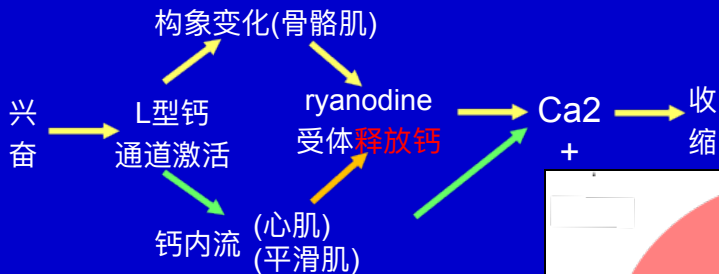 构象变化(骨骼肌)
兴
奋
L型钙
通道激活
ryanodine
受体释放钙
Ca2
+
收
缩
钙内流
(心肌)
(平滑肌)